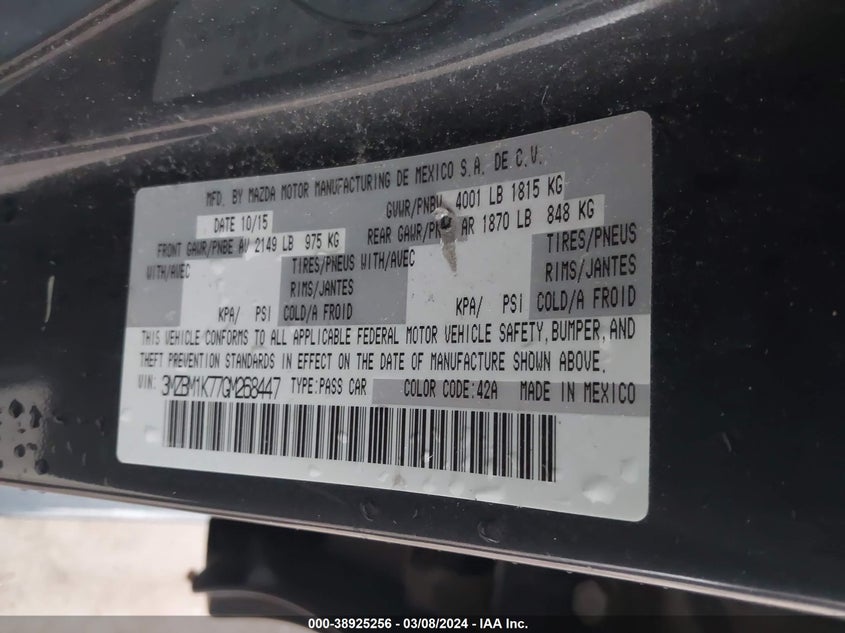 MFD. BY MAZDA MOTOR MANUFACTURING DE MEXICO S.A. DE C.V.
DATE 10/15 GVWR/PNBV 4001 LB 1815 KG
FRONT GAWR/PNBE AV 2149 LB 975 KG REAR GAWR/ AR 1870 LB 848 KG
WITH/AVEC TIRES/PNEUS WITH/AVEC TIRES/PNEUS
RIMS/JANTES RIMS/JANTES
KPA/ PSI COLD/A FROID KPA/ PSI COLD/A FROID
THIS VEHICLE CONFORMS TO ALL APPLICABLE FEDERAL MOTOR VEHICLE SAFETY, BUMPER, AND
THEFT PREVENTION STANDARDS IN EFFECT ON THE DATE OF MANUFACTURE SHOWN ABOVE.
VIN: 3MZBM1K77GM268447 TYPE:PASS CAR COLOR CODE:42A MADE IN MEXICO
000-38925256 - 03/08/2024 - IAA Inc.